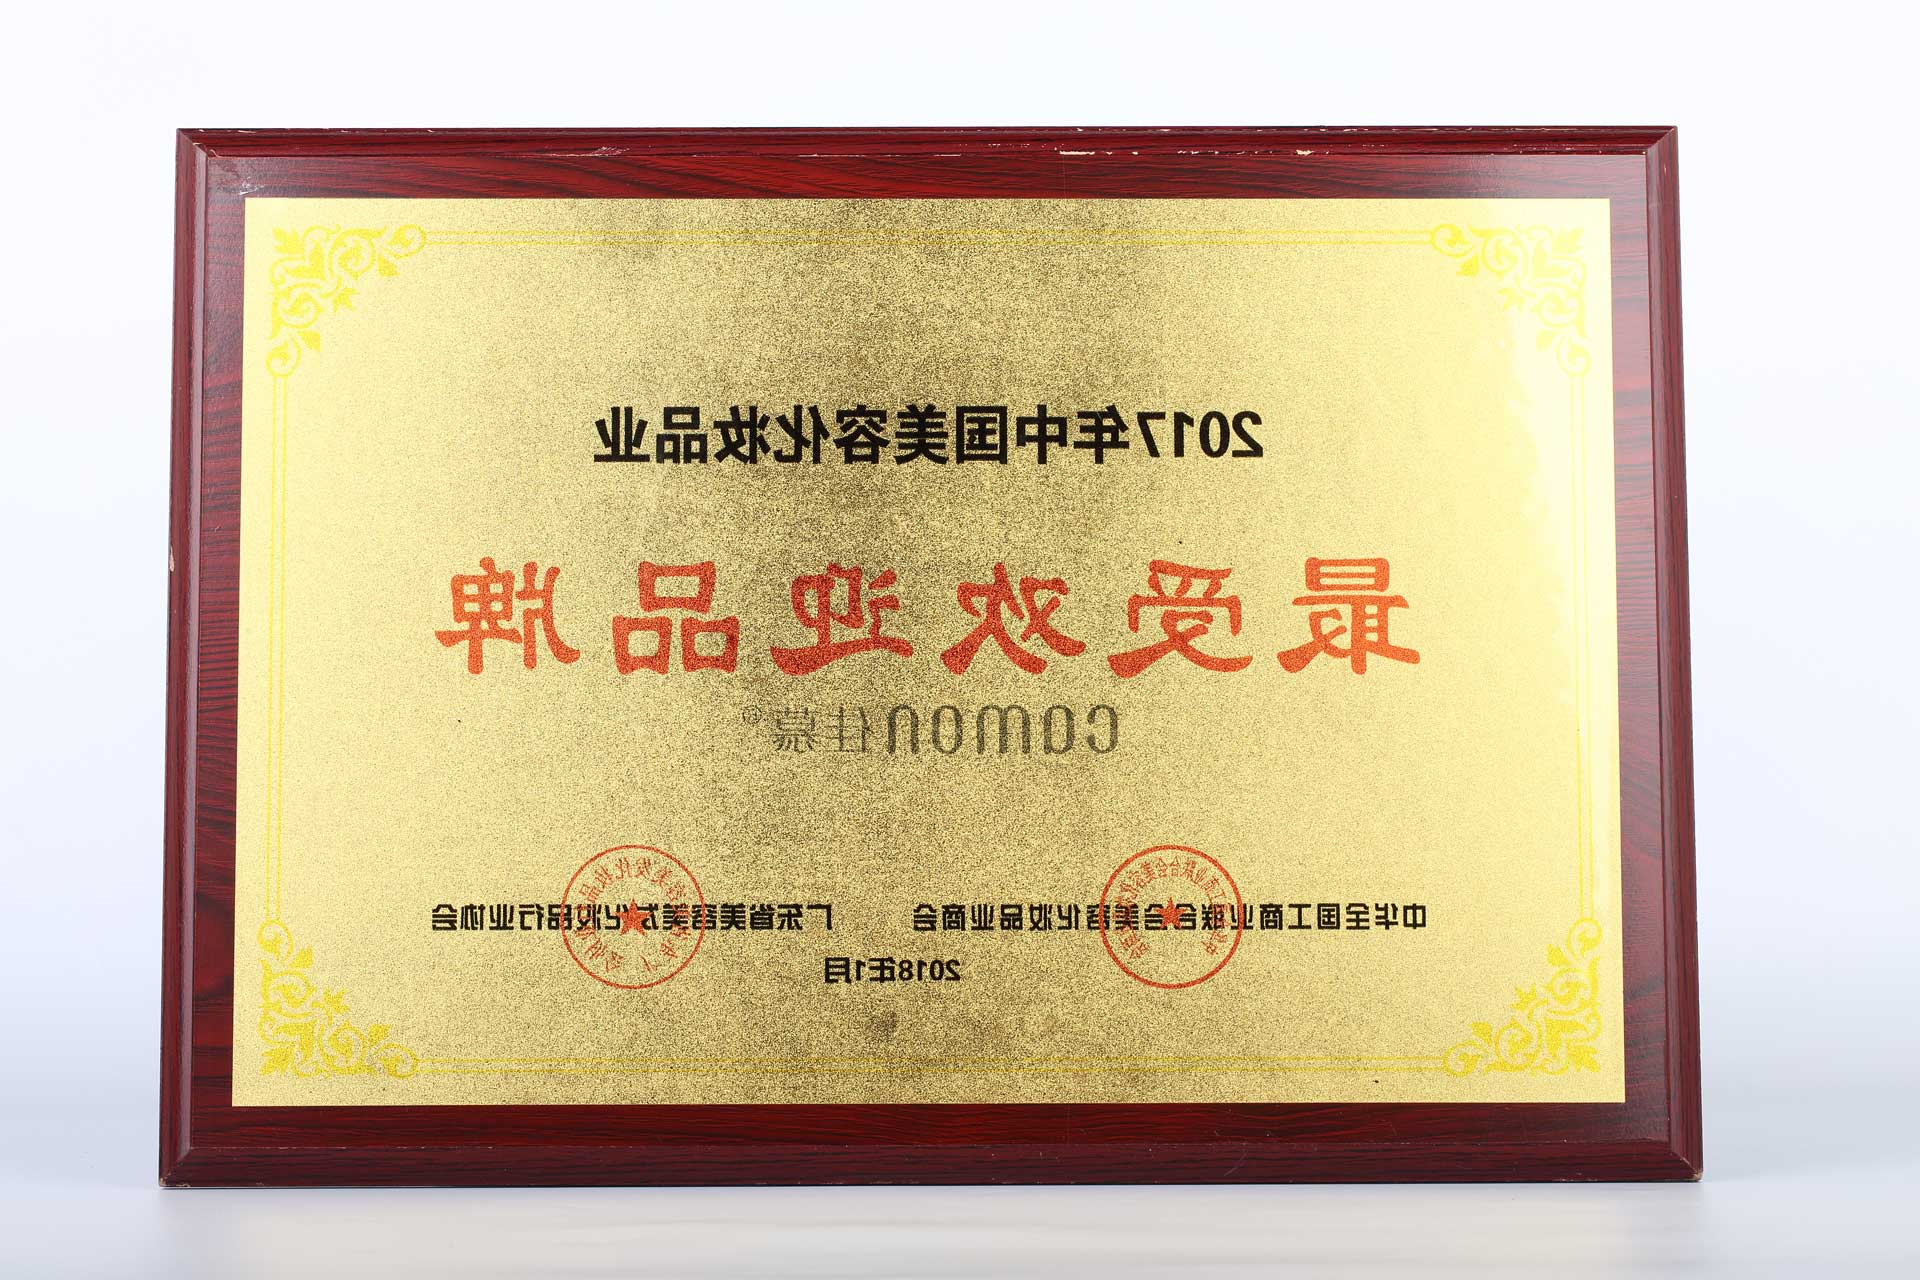 2017年中国美容化妆品业
最受欢迎品牌
camon佳慕®
中华全国工商业联合会美容化妆品业商会
广东省美容美发化妆品行业协会
2018年1月